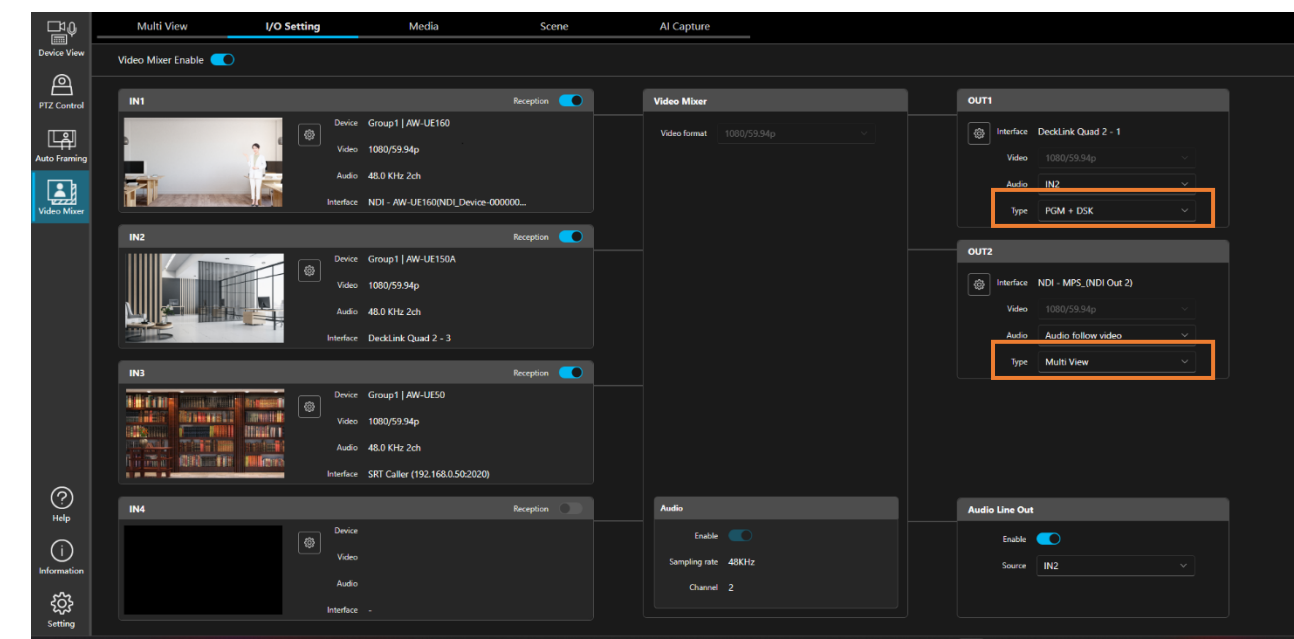 Multi View
I/O Setting
Media
Scene
AI Capture
Device View
PTZ Control
Auto Framing
Video Mixer
Help
Information
Setting
Video Mixer Enable
IN1
Reception
Device Group1 | AW-UE160
Video 1080/59.94p
Audio 48.0 KHz 2ch
Interface NDI - AW-UE160(NDI_Device-000000...
IN2
Reception
Device Group1 | AW-UE150A
Video 1080/59.94p
Audio 48.0 KHz 2ch
Interface DeckLink Quad 2 - 3
IN3
Reception
Device Group1 | AW-UE50
Video 1080/59.94p
Audio 48.0 KHz 2ch
Interface SRT Caller (192.168.0.50:2020)
IN4
Reception
Device
Video
Audio
Interface -
Video Mixer
Video format 1080/59.94p
Audio
Enable
Sampling rate 48KHz
Channel 2
OUT1
Interface DeckLink Quad 2 - 1
Video 1080/59.94p
Audio IN2
Type PGM + DSK
OUT2
Interface NDI - MPS_(NDI Out 2)
Video 1080/59.94p
Audio Audio follow video
Type Multi View
Audio Line Out
Enable
Source IN2